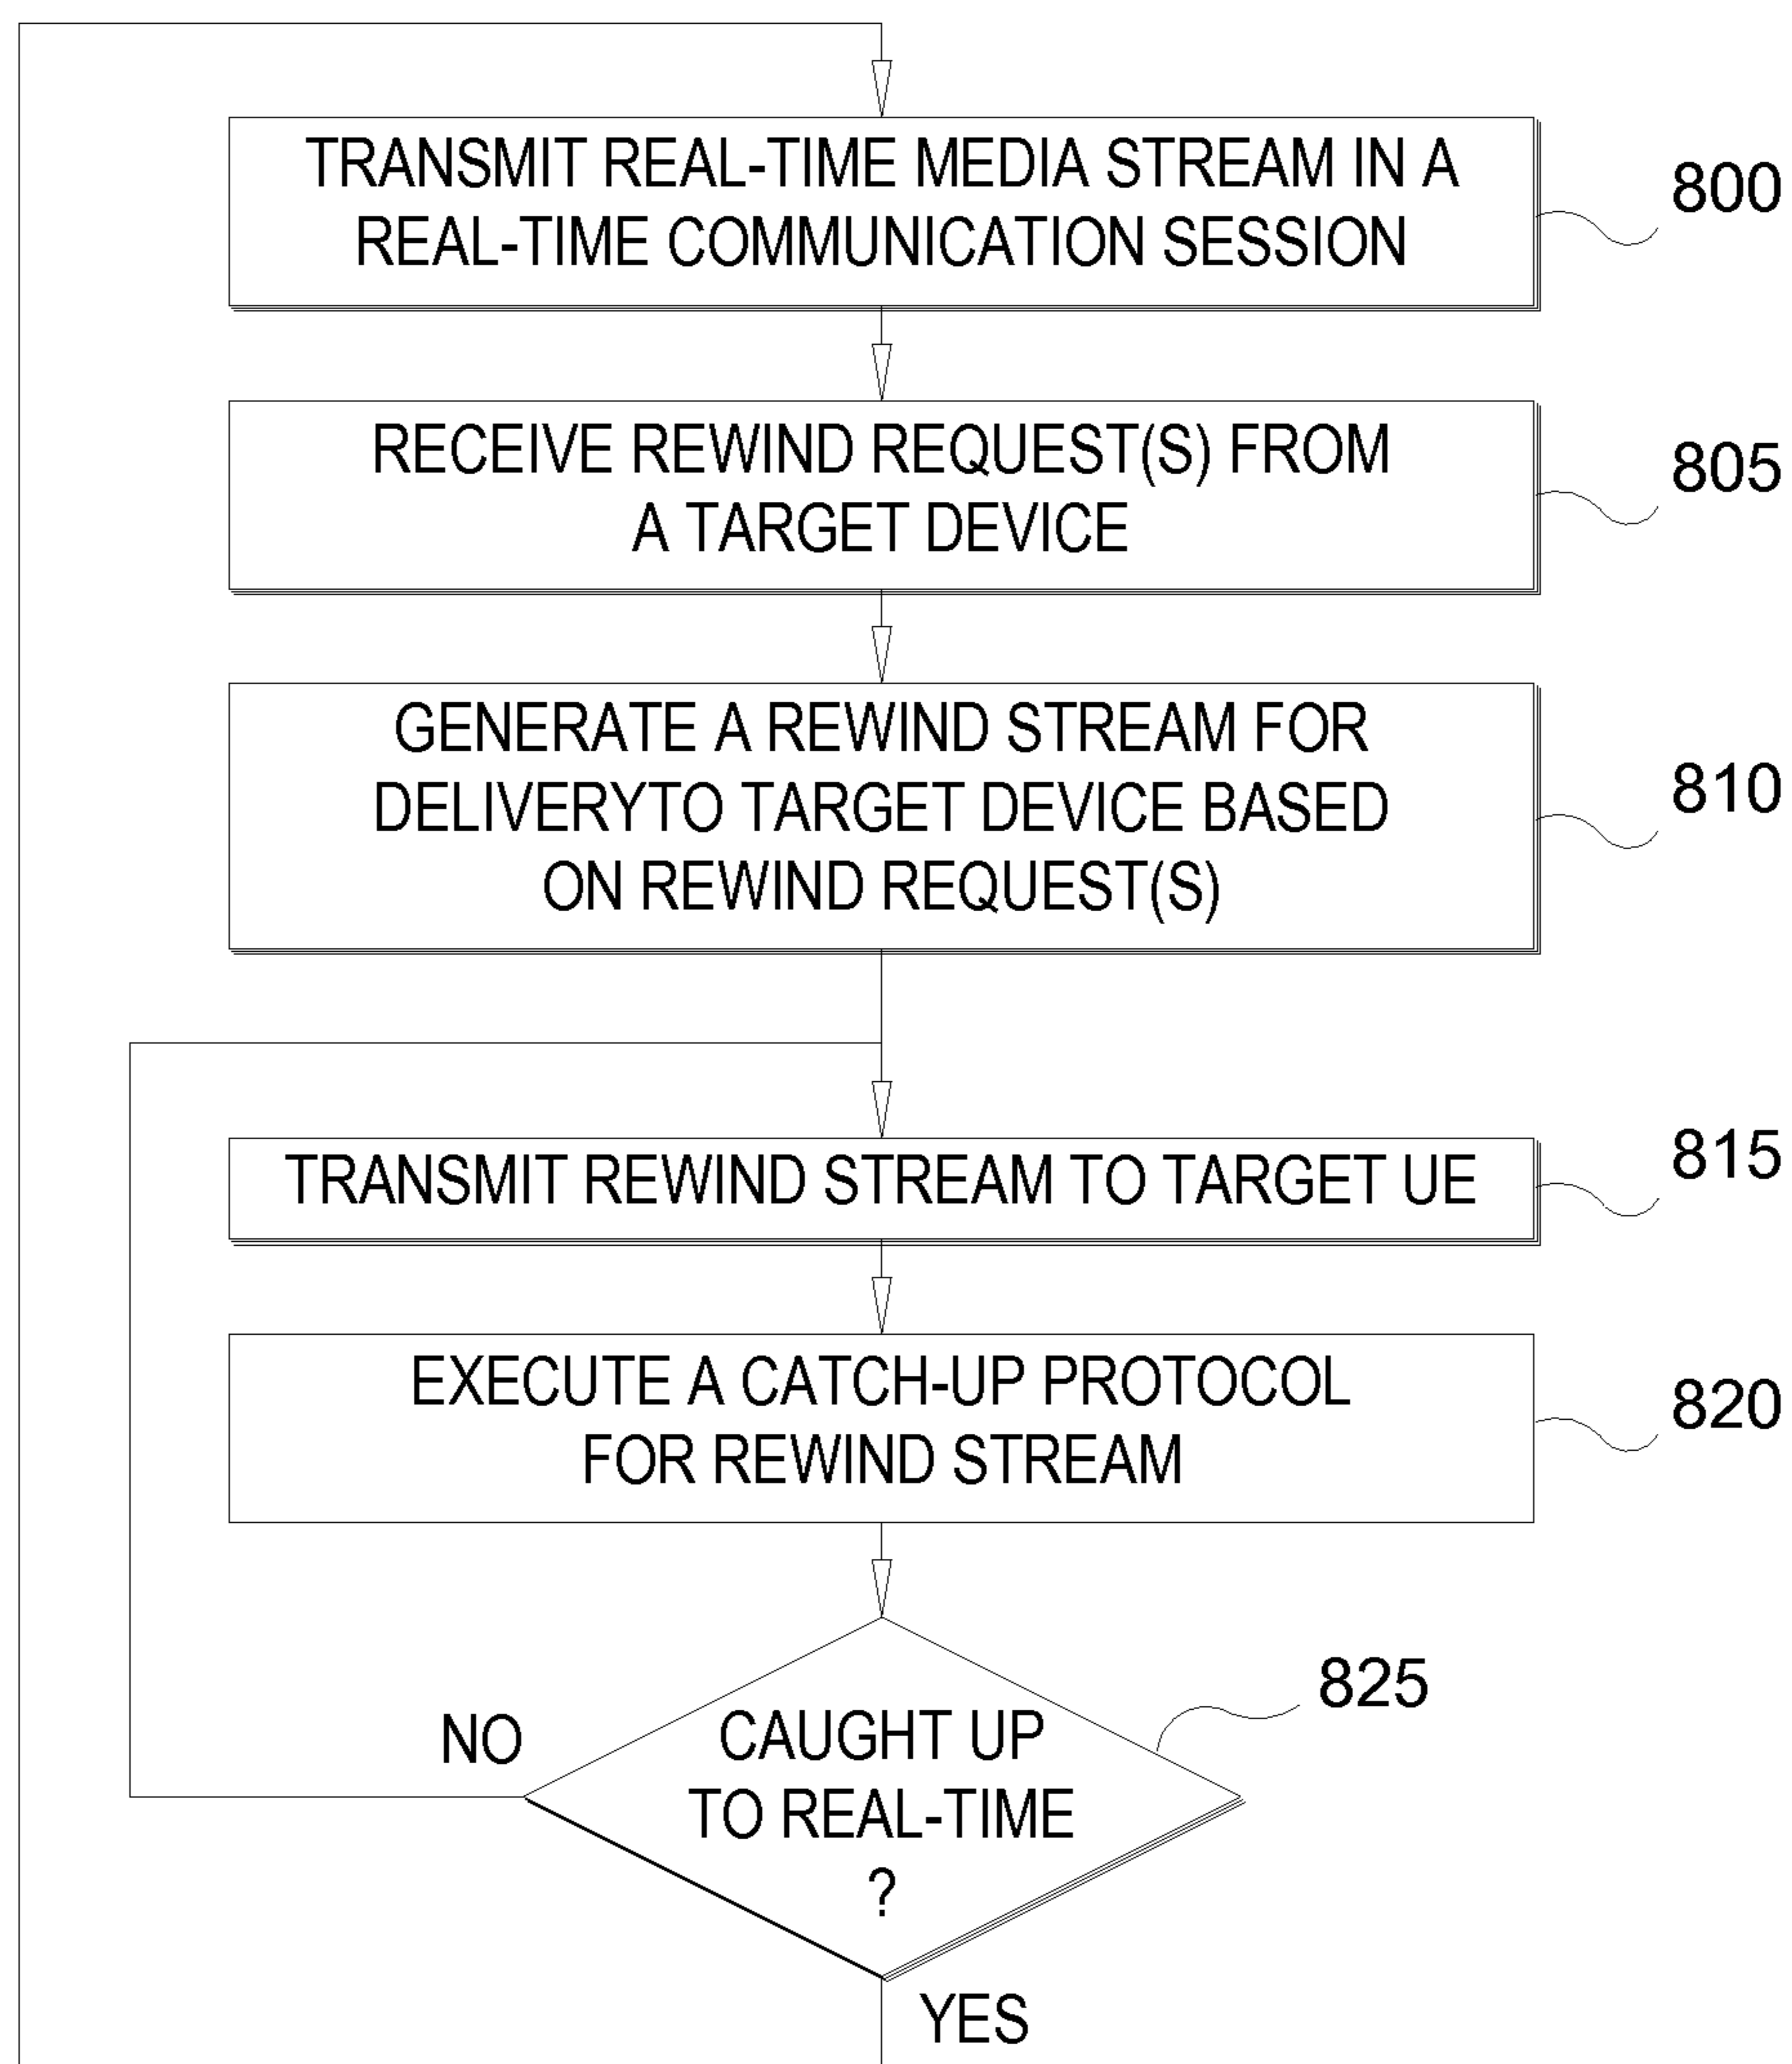 TRANSMIT REAL-TIME MEDIA STREAM IN A
REAL-TIME COMMUNICATION SESSION
800
RECEIVE REWIND REQUEST(S) FROM
A TARGET DEVICE
805
GENERATE A REWIND STREAM FOR
DELIVERYTO TARGET DEVICE BASED
ON REWIND REQUEST(S)
810
TRANSMIT REWIND STREAM TO TARGET UE
815
EXECUTE A CATCH-UP PROTOCOL
FOR REWIND STREAM
820
825
NO
CAUGHT UP
TO REAL-TIME
?
YES